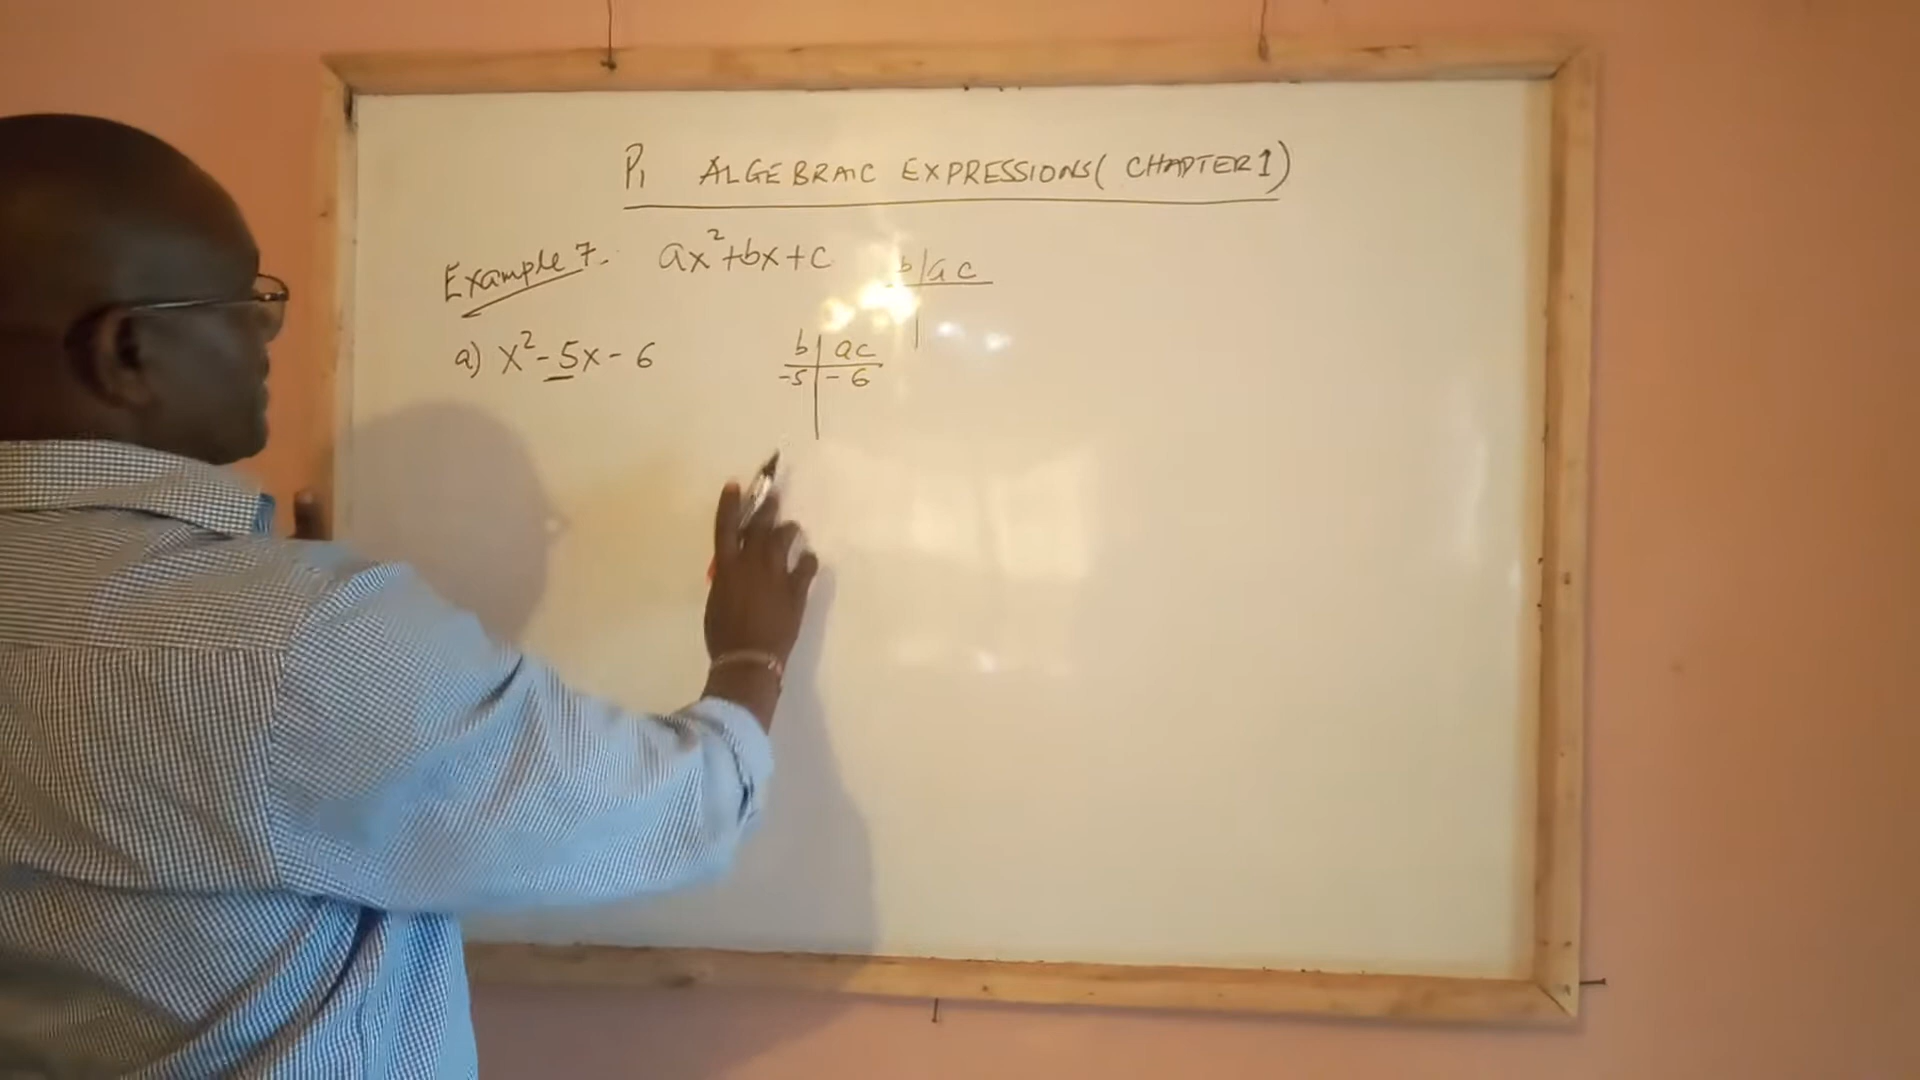 P1 ALGEBRAIC EXPRESSIONS (CHAPTER 1)
Example 7. ax²+bx+c b | ac
a) x² - 5x - 6
b | ac
-5 | -6